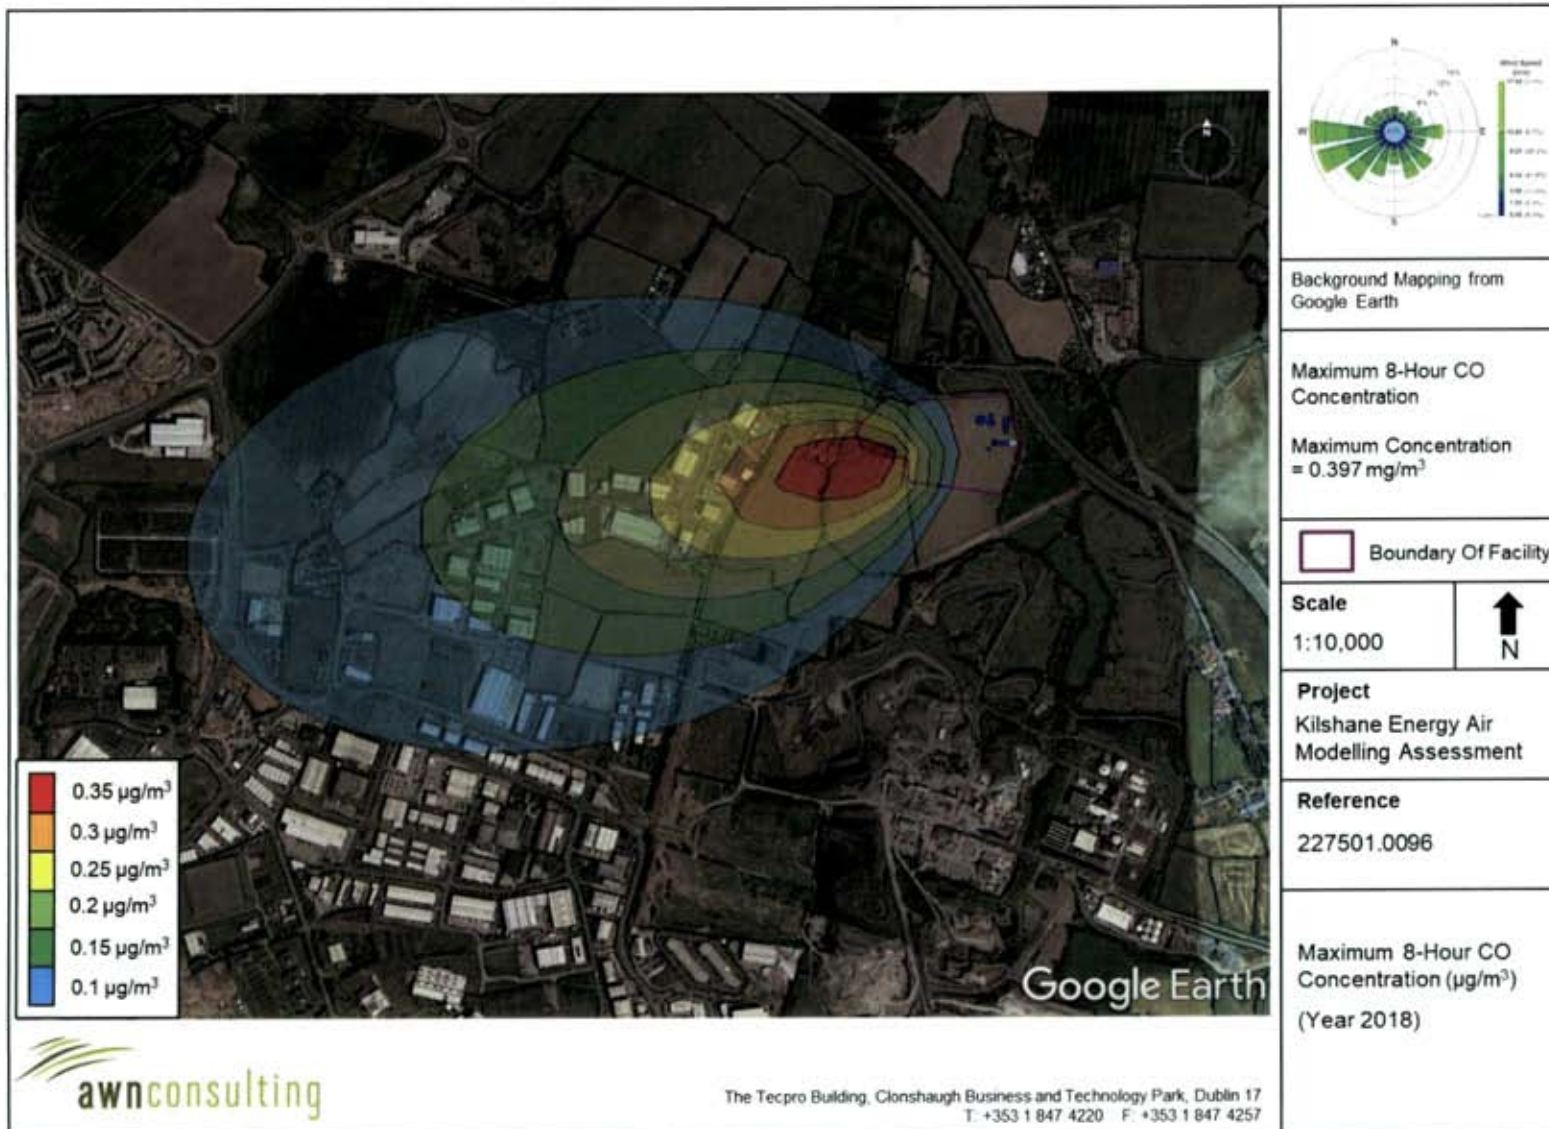 N
W
E
S
Background Mapping from
Google Earth
Maximum 8-Hour CO
Concentration
Maximum Concentration
= 0.397 mg/m³
Boundary Of Facility
Scale
1:10,000
N
Project
Kilshane Energy Air
Modelling Assessment
Reference
227501.0096
Maximum 8-Hour CO
Concentration (µg/m³)
(Year 2018)
0.35 µg/m³
0.3 µg/m³
0.25 µg/m³
0.2 µg/m³
0.15 µg/m³
0.1 µg/m³
Google Earth
awnconsulting
The Tecpro Building, Clonshaugh Business and Technology Park, Dublin 17
T: +353 1 847 4220 F: +353 1 847 4257